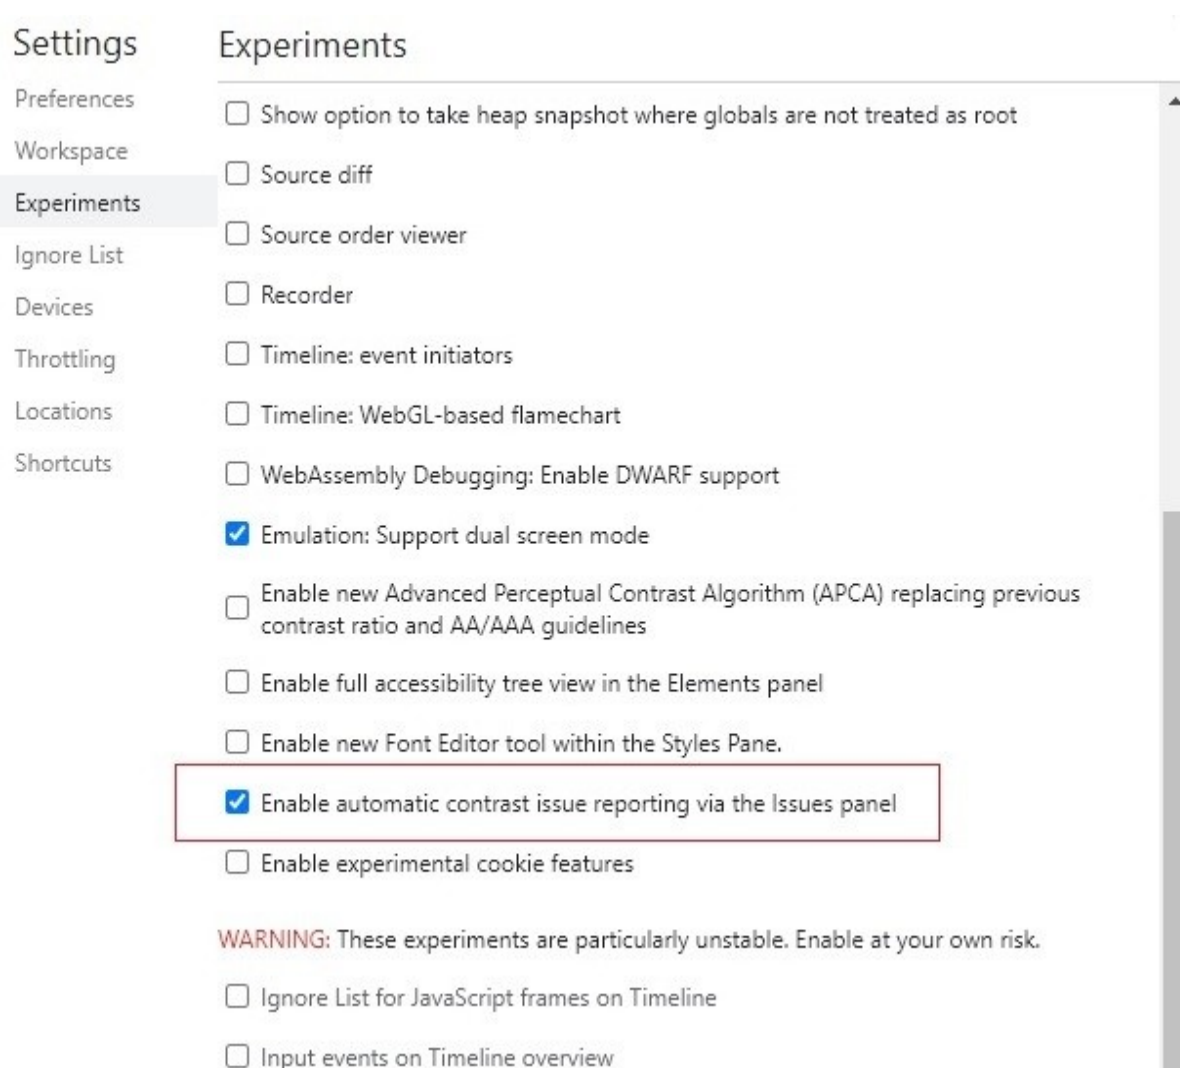 Settings
Preferences
Workspace
Experiments
Ignore List
Devices
Throttling
Locations
Shortcuts
Experiments
Show option to take heap snapshot where globals are not treated as root
Source diff
Source order viewer
Recorder
Timeline: event initiators
Timeline: WebGL-based flamechart
WebAssembly Debugging: Enable DWARF support
Emulation: Support dual screen mode
Enable new Advanced Perceptual Contrast Algorithm (APCA) replacing previous
contrast ratio and AA/AAA guidelines
Enable full accessibility tree view in the Elements panel
Enable new Font Editor tool within the Styles Pane.
Enable automatic contrast issue reporting via the Issues panel
Enable experimental cookie features
WARNING: These experiments are particularly unstable. Enable at your own risk.
Ignore List for JavaScript frames on Timeline
Input events on Timeline overview